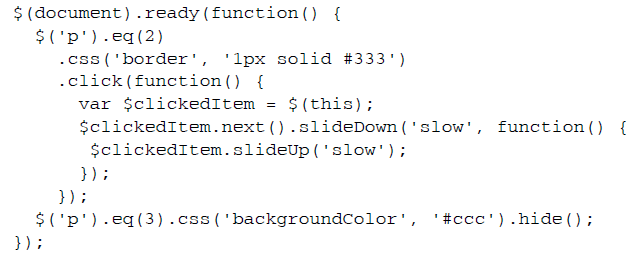 $(document).ready(function() {
  $('p').eq(2)
    .css('border', '1px solid #333')
    .click(function() {
      var $clickedItem = $(this);
      $clickedItem.next().slideDown('slow', function() {
       $clickedItem.slideUp('slow');
      });
    });
  $('p').eq(3).css('backgroundColor', '#ccc').hide();
});